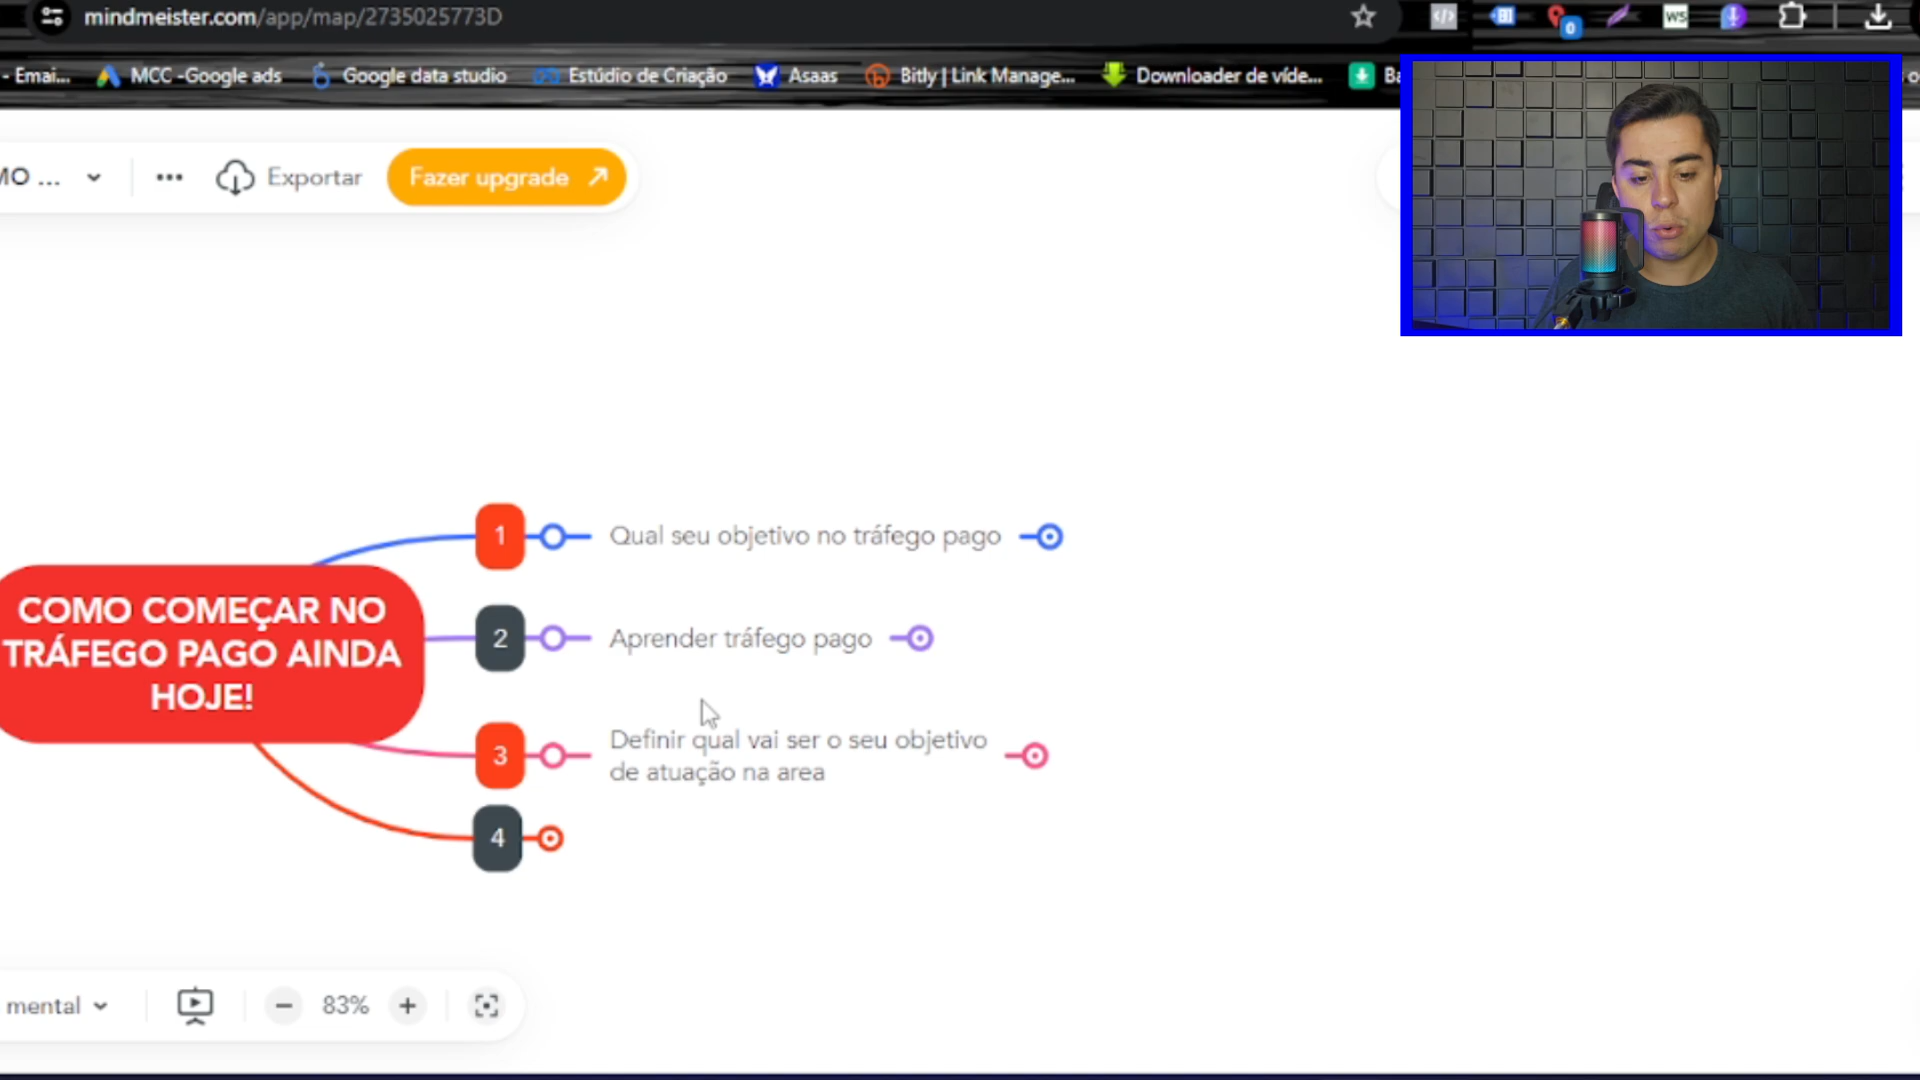 mindmeister.com/app/map/2735025773D
- Emai... MCC -Google ads Google data studio Estúdio de Criação Asaas Bitly | Link Manage... Downloader de víde... Ba
MO ... Exportar Fazer upgrade
0
WS
1 Qual seu objetivo no tráfego pago
COMO COMEÇAR NO
TRÁFEGO PAGO AINDA
HOJE!
2 Aprender tráfego pago
3 Definir qual vai ser o seu objetivo
de atuação na area
4
mental 83%